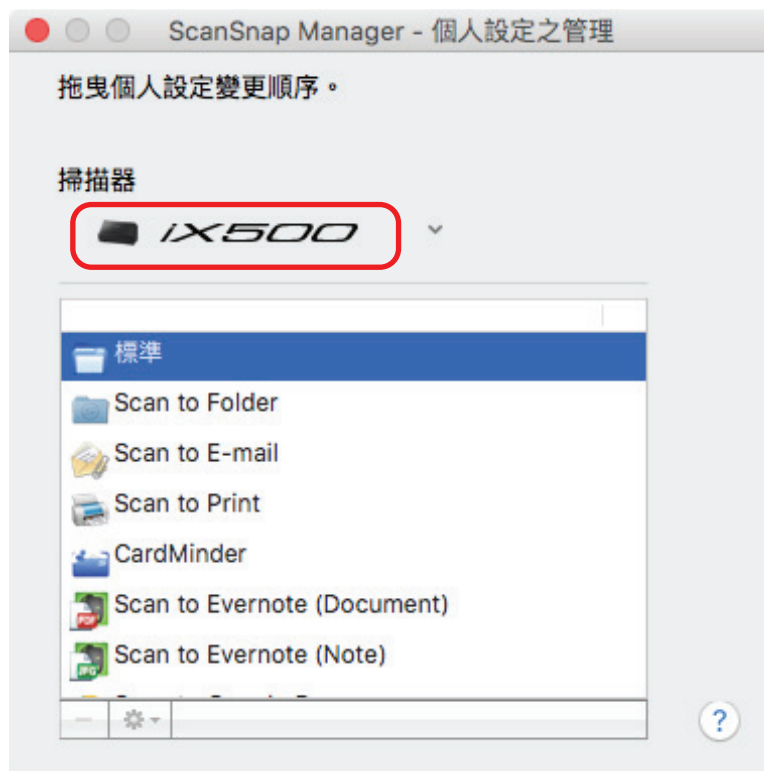 ScanSnap Manager - 個人設定之管理
拖曳個人設定變更順序。
掃描器
iX500
標準
Scan to Folder
Scan to E-mail
Scan to Print
CardMinder
Scan to Evernote (Document)
PDF
Scan to Evernote (Note)
JPG
?